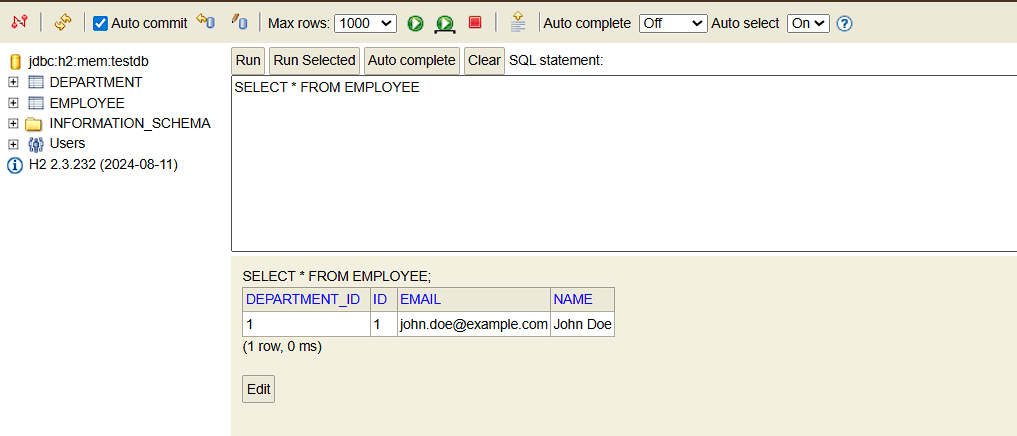 Auto commit Max rows: 1000 Auto complete Off Auto select On
jdbc:h2:mem:testdb
DEPARTMENT
EMPLOYEE
INFORMATION_SCHEMA
Users
H2 2.3.232 (2024-08-11)
Run Run Selected Auto complete Clear SQL statement:
SELECT * FROM EMPLOYEE
SELECT * FROM EMPLOYEE;
DEPARTMENT_ID ID EMAIL NAME
1 1 john.doe@example.com John Doe
(1 row, 0 ms)
Edit